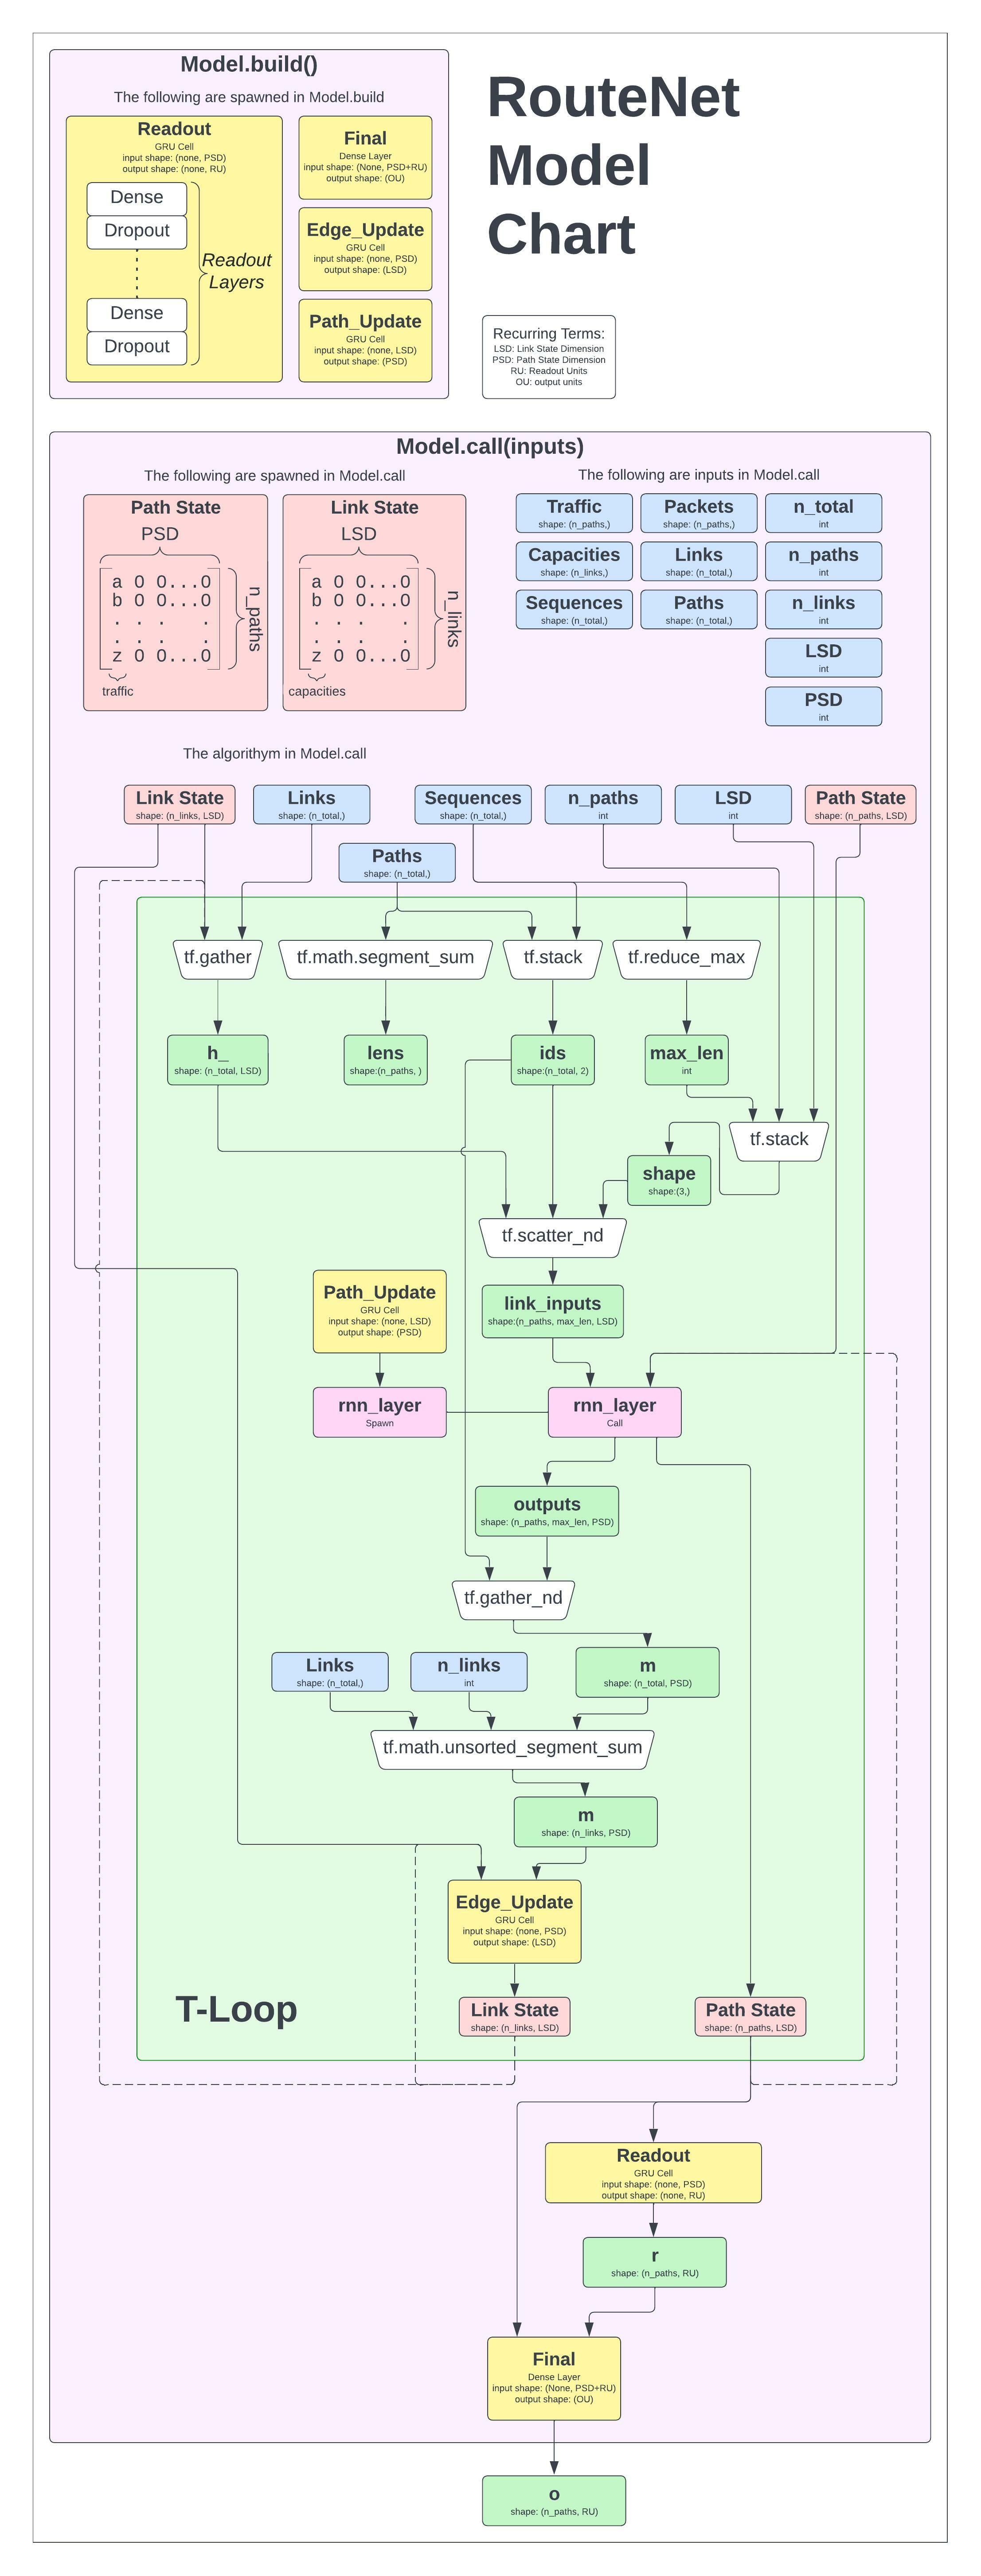 Model.build()
The following are spawned in Model.build
Readout
GRU Cell
input shape: (none, PSD)
output shape: (none, RU)
Dense
Dropout
Dense
Dropout
Readout
Layers
Final
Dense Layer
input shape: (None, PSD+RU)
output shape: (OU)
Edge_Update
GRU Cell
input shape: (none, PSD)
output shape: (LSD)
Path_Update
GRU Cell
input shape: (none, LSD)
output shape: (PSD)
RouteNet
Model
Chart
Recurring Terms:
LSD: Link State Dimension
PSD: Path State Dimension
RU: Readout Units
OU: output units
Model.call(inputs)
The following are spawned in Model.call
Path State
PSD
a 0 0...0
b 0 0...0
. . . .
. . . .
z 0 0...0
n_paths
traffic
Link State
LSD
a 0 0...0
b 0 0...0
. . . .
. . . .
z 0 0...0
n_links
capacities
The following are inputs in Model.call
Traffic
shape: (n_paths,)
Packets
shape: (n_paths,)
n_total
int
Capacities
shape: (n_links,)
Links
shape: (n_total,)
n_paths
int
Sequences
shape: (n_total,)
Paths
shape: (n_total,)
n_links
int
LSD
int
PSD
int
The algorithym in Model.call
Link State
shape: (n_links, LSD)
Links
shape: (n_total,)
Sequences
shape: (n_total,)
n_paths
int
LSD
int
Path State
shape: (n_paths, LSD)
Paths
shape: (n_total,)
tf.gather
tf.math.segment_sum
tf.stack
tf.reduce_max
h_
shape: (n_total, LSD)
lens
shape:(n_paths, )
ids
shape:(n_total, 2)
max_len
int
tf.stack
shape
shape:(3,)
tf.scatter_nd
Path_Update
GRU Cell
input shape: (none, LSD)
output shape: (PSD)
link_inputs
shape:(n_paths, max_len, LSD)
rnn_layer
Spawn
rnn_layer
Call
outputs
shape: (n_paths, max_len, PSD)
tf.gather_nd
Links
shape: (n_total,)
n_links
int
m
shape: (n_total, PSD)
tf.math.unsorted_segment_sum
m
shape: (n_links, PSD)
Edge_Update
GRU Cell
input shape: (none, PSD)
output shape: (LSD)
T-Loop
Link State
shape: (n_links, LSD)
Path State
shape: (n_paths, LSD)
Readout
GRU Cell
input shape: (none, PSD)
output shape: (none, RU)
r
shape: (n_paths, RU)
Final
Dense Layer
input shape: (None, PSD+RU)
output shape: (OU)
o
shape: (n_paths, RU)